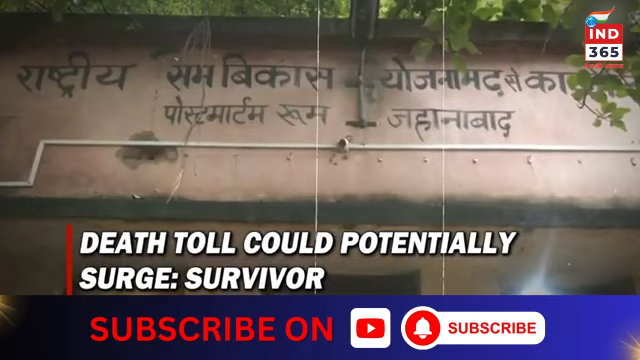 IND
365
राष्ट्रीय सम बिकास योजनामद से का
पोस्टमार्टम रूम जहानाबाद
DEATH TOLL COULD POTENTIALLY
SURGE: SURVIVOR
SUBSCRIBE ON
SUBSCRIBE